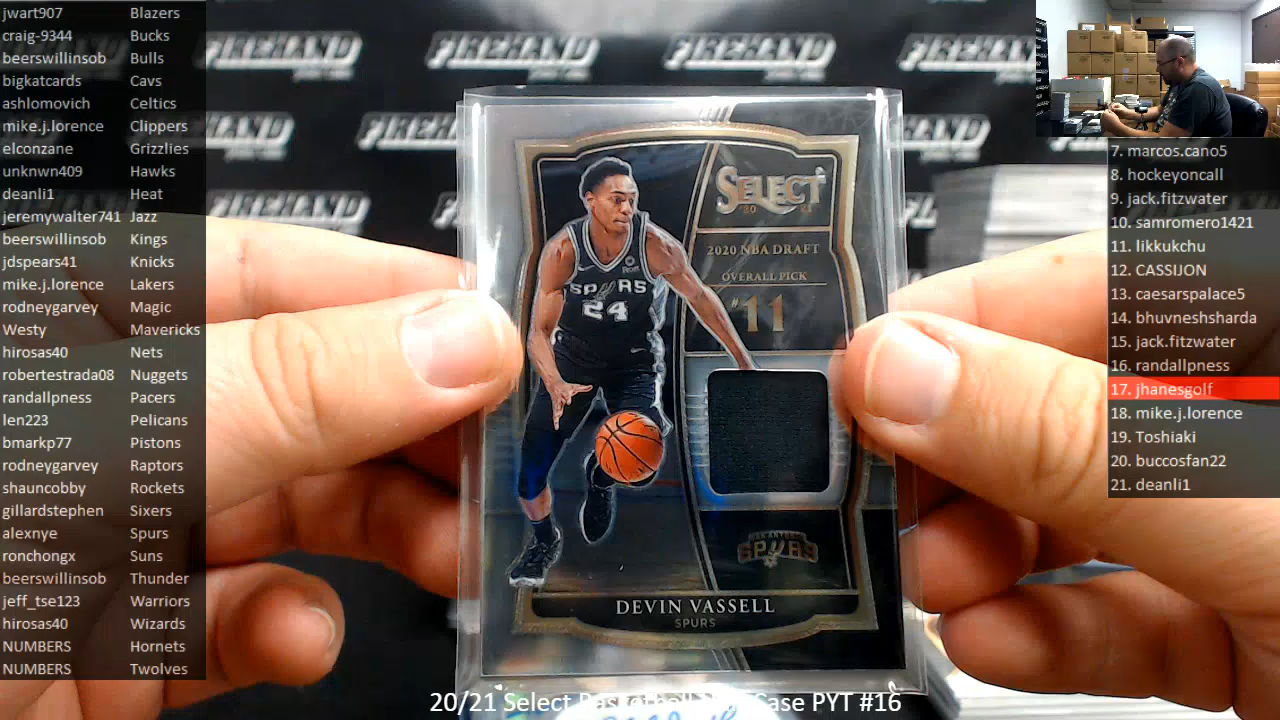 jwart907 Blazers
craig-9344 Bucks
beerswillinsob Bulls
bigkatcards Cavs
ashlomovich Celtics
mike.j.lorence Clippers
elconzane Grizzlies
unknwn409 Hawks
deanli1 Heat
jeremywalter741 Jazz
beerswillinsob Kings
jdspears41 Knicks
mike.j.lorence Lakers
rodneygarvey Magic
Westy Mavericks
hirosas40 Nets
robertestrada08 Nuggets
randallpness Pacers
len223 Pelicans
bmarkp77 Pistons
rodneygarvey Raptors
shauncobby Rockets
gillardstephen Sixers
alexnye Spurs
ronchongx Suns
beerswillinsob Thunder
jeff_tse123 Warriors
hirosas40 Wizards
NUMBERS Hornets
NUMBERS Twolves
FIREHAND
FIREHAND
FIREHAND
FIREHAND
FIREHAND
SELECT
2020 NBA DRAFT
OVERALL PICK
#11
SPURS
24
SPURS
DEVIN VASSELL
SPURS
7. marcos.cano5
8. hockeyoncall
9. jack.fitzwater
10. samromero1421
11. likkukchu
12. CASSIJON
13. caesarspalace5
14. bhuvneshsharda
15. jack.fitzwater
16. randallpness
17. jhanesgolf
18. mike.j.lorence
19. Toshiaki
20. buccosfan22
21. deanli1
20/21 Select Basketball Case PYT #16